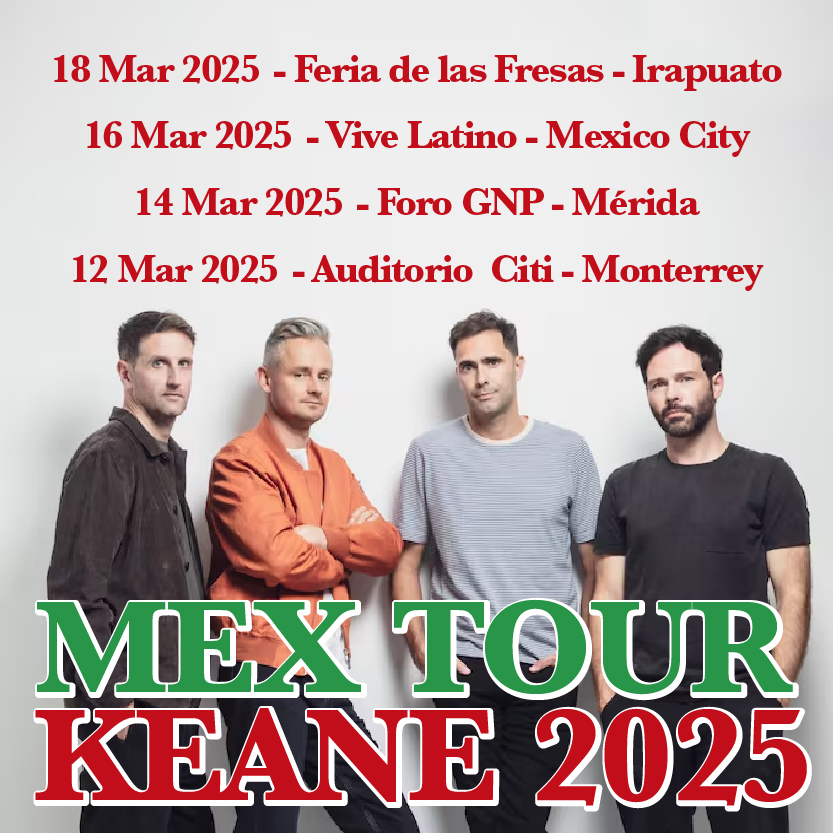 18 Mar 2025 - Feria de las Fresas - Irapuato
16 Mar 2025 - Vive Latino - Mexico City
14 Mar 2025 - Foro GNP - Mérida
12 Mar 2025 - Auditorio Citi - Monterrey
MEX TOUR
KEANE 2025